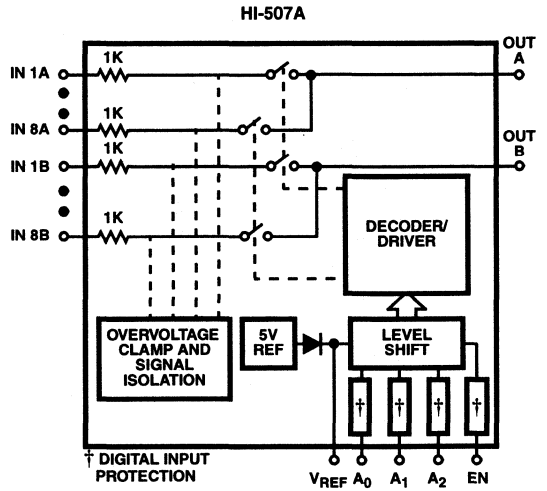 HI-507A
OUT
A
IN 1A
1K
IN 8A
1K
OUT
B
IN 1B
1K
IN 8B
1K
DECODER/
DRIVER
OVERVOLTAGE
CLAMP AND
SIGNAL
ISOLATION
5V
REF
LEVEL
SHIFT
† † † †
† DIGITAL INPUT
PROTECTION
VREF A0 A1 A2 EN